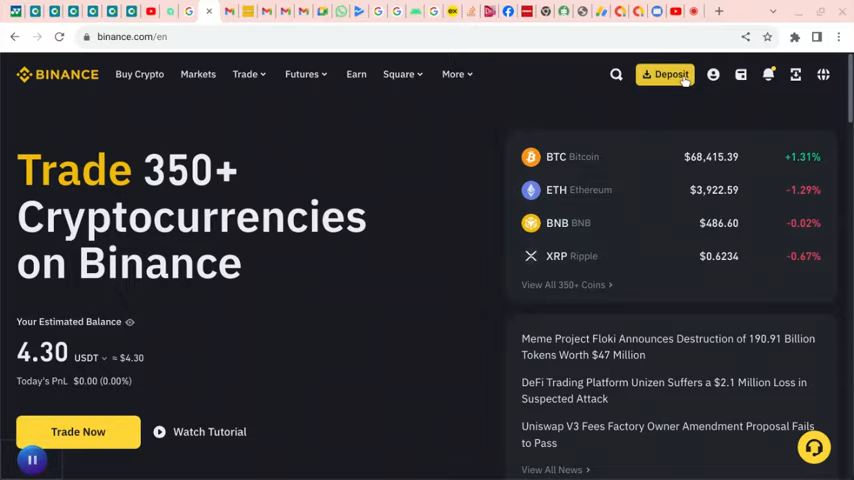 binance.com/en
BINANCE Buy Crypto Markets Trade Futures Earn Square More Deposit
Trade 350+
Cryptocurrencies
on Binance
Your Estimated Balance
4.30 USDT ≈ $4.30
Today's PnL $0.00 (0.00%)
Trade Now Watch Tutorial
BTC Bitcoin $68,415.39 +1.31%
ETH Ethereum $3,922.59 -1.29%
BNB BNB $486.60 -0.02%
XRP Ripple $0.6234 -0.67%
View All 350+ Coins >
Meme Project Floki Announces Destruction of 190.91 Billion
Tokens Worth $47 Million
DeFi Trading Platform Unizen Suffers a $2.1 Million Loss in
Suspected Attack
Uniswap V3 Fees Factory Owner Amendment Proposal Fails
to Pass
View All News >